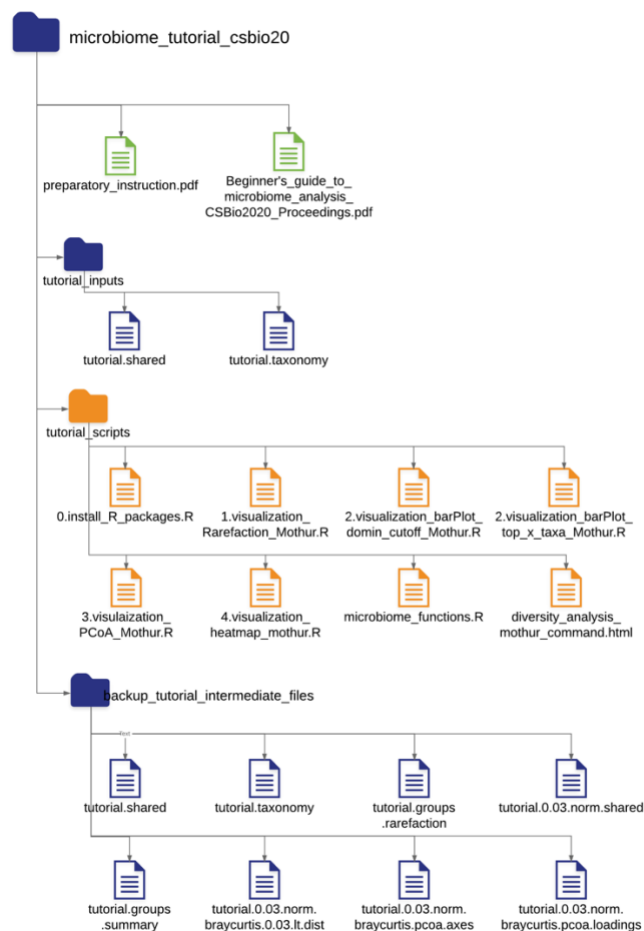 microbiome_tutorial_csbio20
preparatory_instruction.pdf
Beginner's_guide_to_
microbiome_analysis_
CSBio2020_Proceedings.pdf
tutorial_inputs
tutorial.shared
tutorial.taxonomy
tutorial_scripts
0.install_R_packages.R
1.visualization_
Rarefaction_Mothur.R
2.visualization_barPlot_
domin_cutoff_Mothur.R
2.visualization_barPlot_
top_x_taxa_Mothur.R
3.visulaization_
PCoA_Mothur.R
4.visualization_
heatmap_mothur.R
microbiome_functions.R
diversity_analysis_
mothur_command.html
backup_tutorial_intermediate_files
Text
tutorial.shared
tutorial.taxonomy
tutorial.groups
.rarefaction
tutorial.0.03.norm.shared
tutorial.groups
.summary
tutorial.0.03.norm.
braycurtis.0.03.lt.dist
tutorial.0.03.norm.
braycurtis.pcoa.axes
tutorial.0.03.norm.
braycurtis.pcoa.loadings